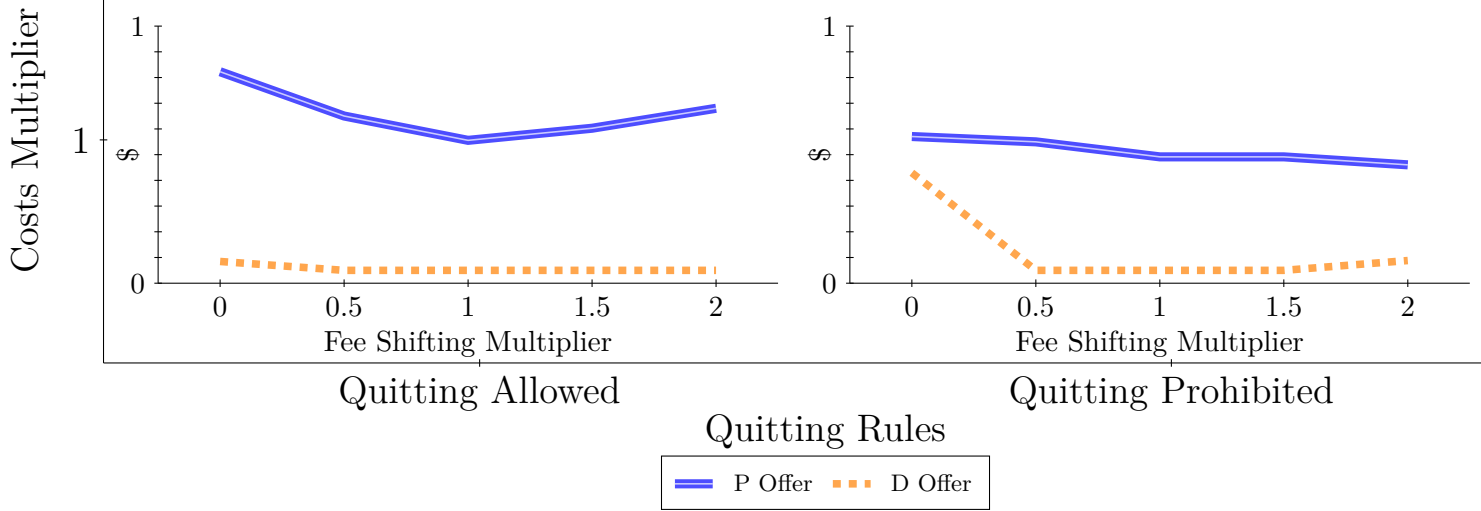 Costs Multiplier
1
1
$
0
0 0.5 1 1.5 2
Fee Shifting Multiplier
1
$
0
0 0.5 1 1.5 2
Fee Shifting Multiplier
Quitting Allowed
Quitting Prohibited
Quitting Rules
P Offer D Offer